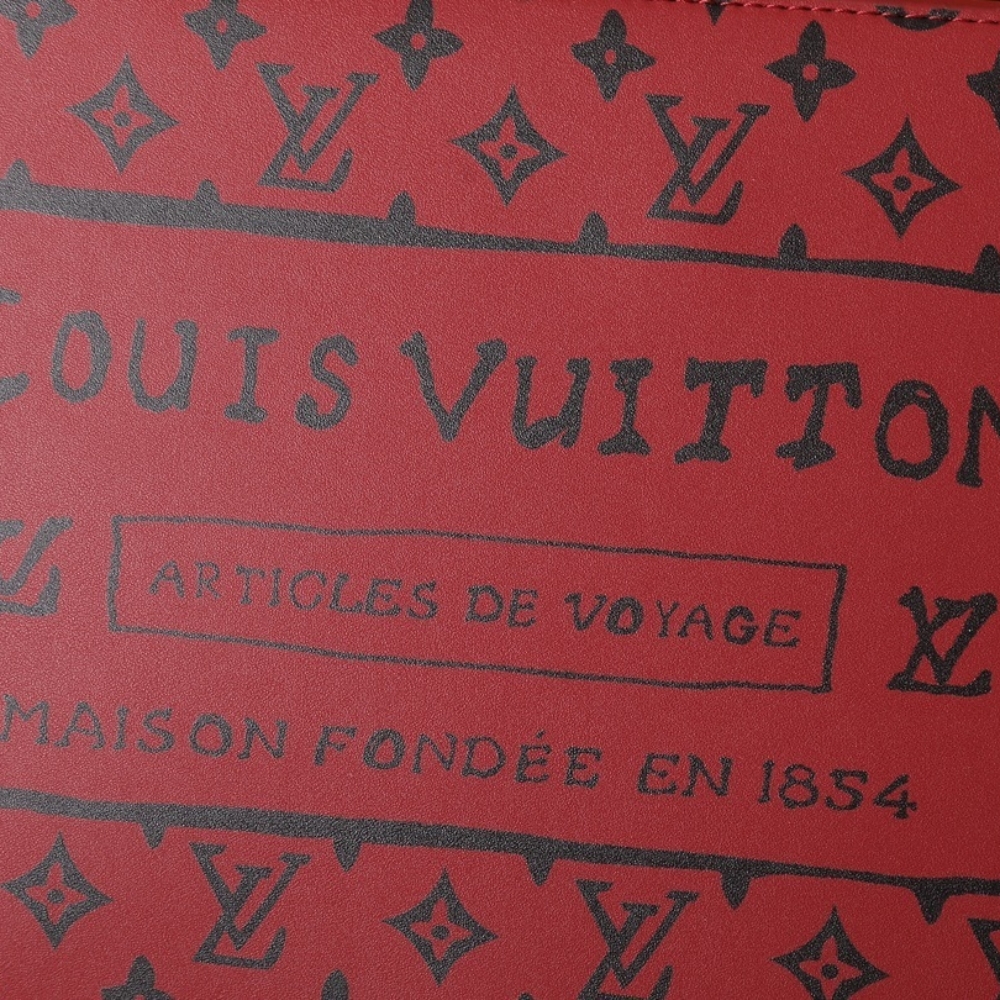 LOUIS VUITTON
ARTICLES DE VOYAGE
MAISON FONDÉE EN 1854